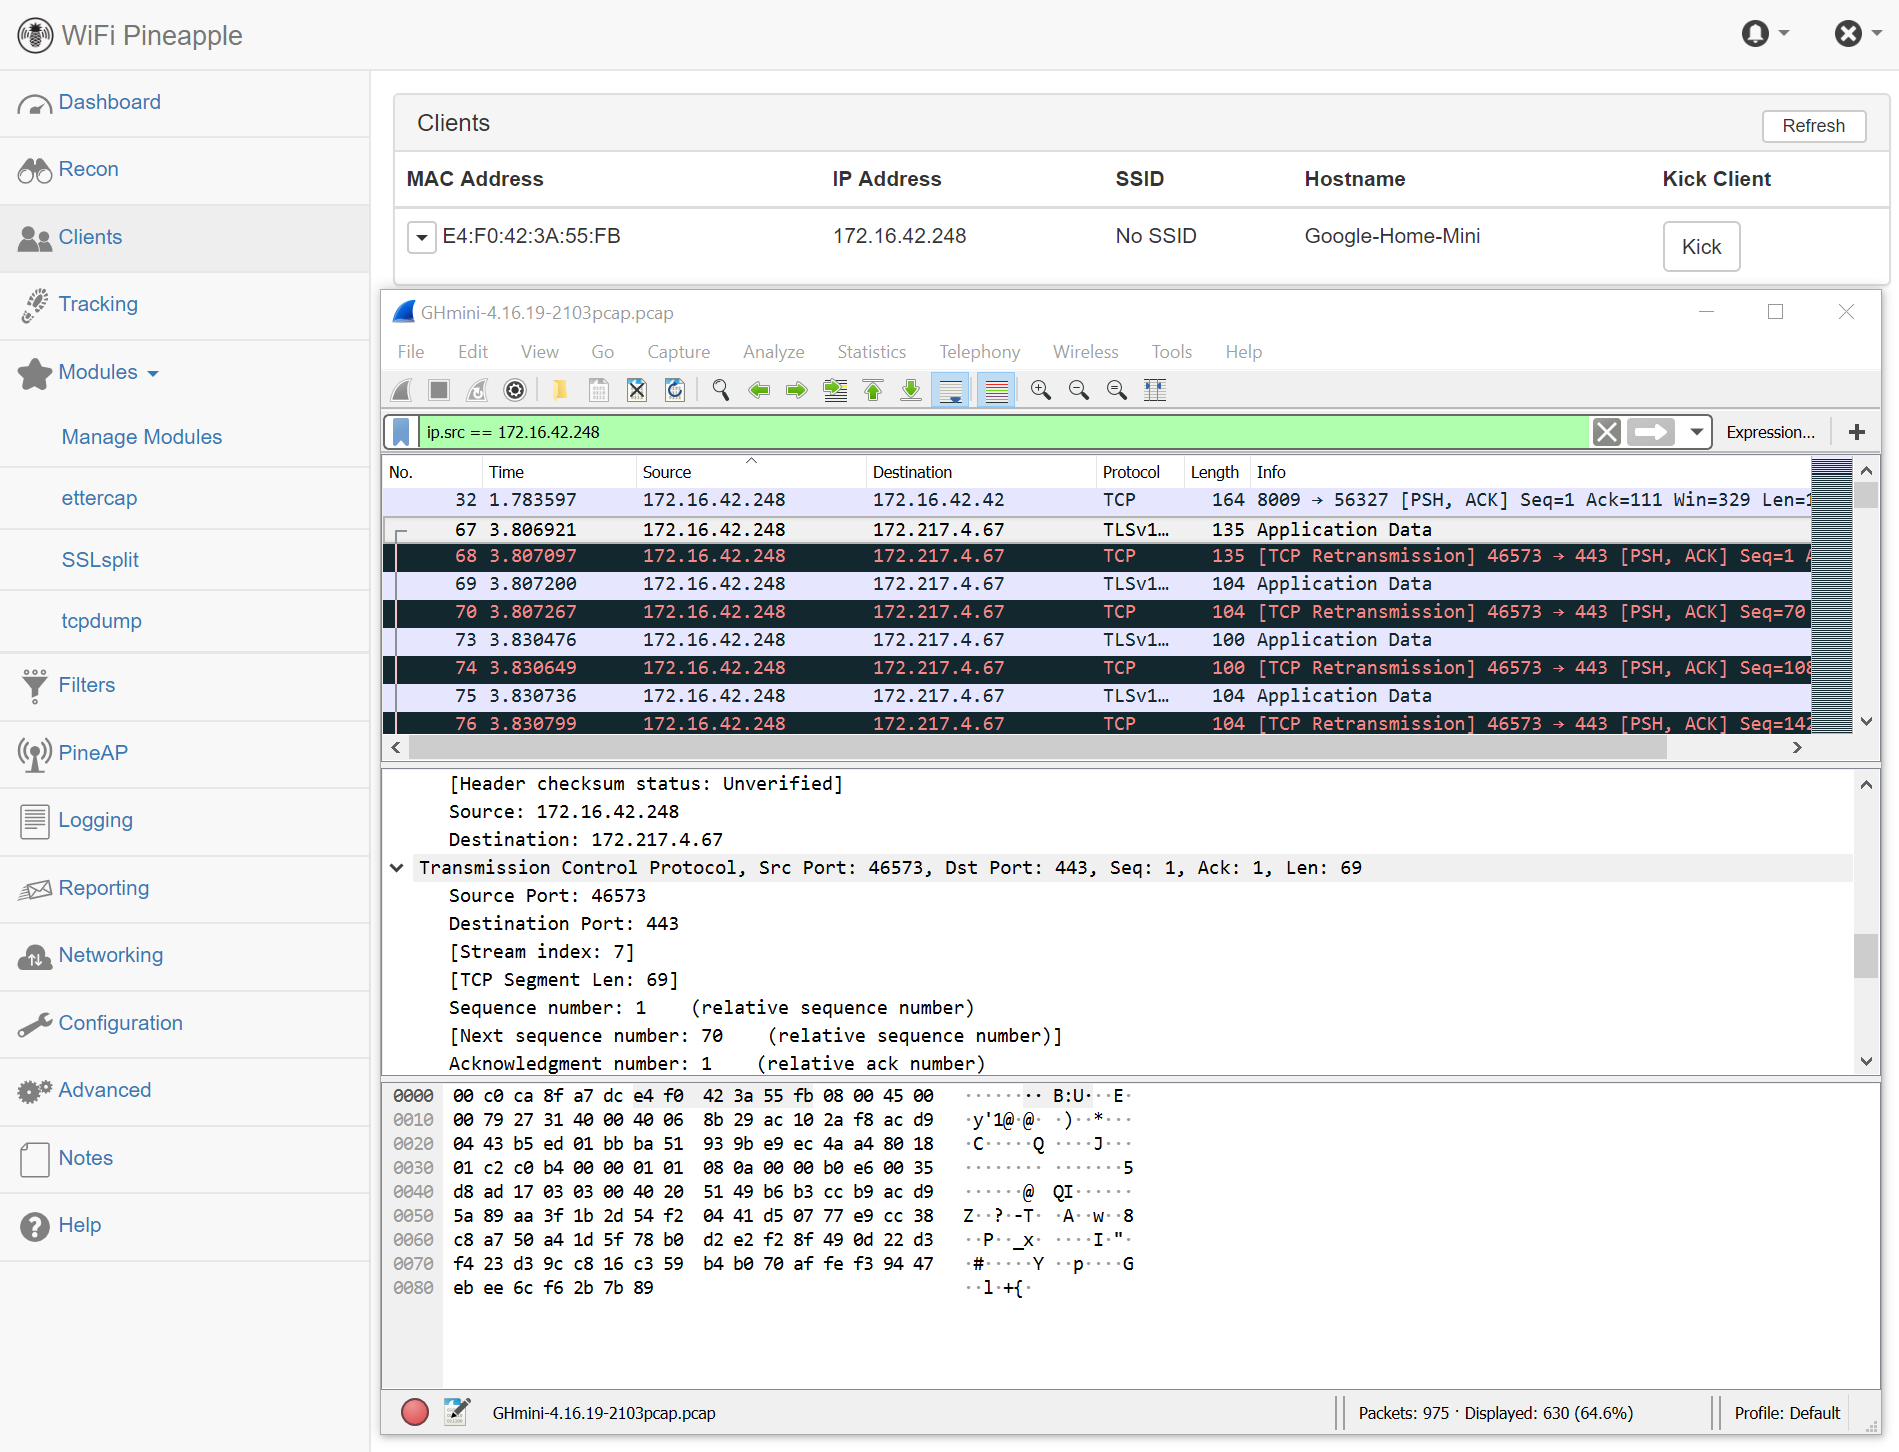 WiFi Pineapple
Dashboard
Recon
Clients
Tracking
Modules
Manage Modules
ettercap
SSLsplit
tcpdump
Filters
PineAP
Logging
Reporting
Networking
Configuration
Advanced
Notes
Help
Clients
Refresh
MAC Address IP Address SSID Hostname Kick Client
E4:F0:42:3A:55:FB 172.16.42.248 No SSID Google-Home-Mini Kick
GHmini-4.16.19-2103pcap.pcap
File Edit View Go Capture Analyze Statistics Telephony Wireless Tools Help
ip.src == 172.16.42.248 Expression... +
No. Time Source Destination Protocol Length Info
32 1.783597 172.16.42.248 172.16.42.42 TCP 164 8009 → 56327 [PSH, ACK] Seq=1 Ack=111 Win=329 Len=1
67 3.806921 172.16.42.248 172.217.4.67 TLSv1… 135 Application Data
68 3.807097 172.16.42.248 172.217.4.67 TCP 135 [TCP Retransmission] 46573 → 443 [PSH, ACK] Seq=1 A
69 3.807200 172.16.42.248 172.217.4.67 TLSv1… 104 Application Data
70 3.807267 172.16.42.248 172.217.4.67 TCP 104 [TCP Retransmission] 46573 → 443 [PSH, ACK] Seq=70
73 3.830476 172.16.42.248 172.217.4.67 TLSv1… 100 Application Data
74 3.830649 172.16.42.248 172.217.4.67 TCP 100 [TCP Retransmission] 46573 → 443 [PSH, ACK] Seq=108
75 3.830736 172.16.42.248 172.217.4.67 TLSv1… 104 Application Data
76 3.830799 172.16.42.248 172.217.4.67 TCP 104 [TCP Retransmission] 46573 → 443 [PSH, ACK] Seq=142
[Header checksum status: Unverified]
Source: 172.16.42.248
Destination: 172.217.4.67
Transmission Control Protocol, Src Port: 46573, Dst Port: 443, Seq: 1, Ack: 1, Len: 69
Source Port: 46573
Destination Port: 443
[Stream index: 7]
[TCP Segment Len: 69]
Sequence number: 1 (relative sequence number)
[Next sequence number: 70 (relative sequence number)]
Acknowledgment number: 1 (relative ack number)
0000 00 c0 ca 8f a7 dc e4 f0 42 3a 55 fb 08 00 45 00 ········ B:U···E·
0010 00 79 27 31 40 00 40 06 8b 29 ac 10 2a f8 ac d9 ·y'1@·@· ·)··*···
0020 04 43 b5 ed 01 bb ba 51 93 9b e9 ec 4a a4 80 18 ·C·····Q ····J···
0030 01 c2 c0 b4 00 00 01 01 08 0a 00 00 b0 e6 00 35 ········ ·······5
0040 d8 ad 17 03 03 00 40 20 51 49 b6 b3 cc b9 ac d9 ······@ QI······
0050 5a 89 aa 3f 1b 2d 54 f2 04 41 d5 07 77 e9 cc 38 Z··?·-T· ·A··w··8
0060 c8 a7 50 a4 1d 5f 78 b0 d2 e2 f2 8f 49 0d 22 d3 ··P··_x· ····I·"·
0070 f4 23 d3 9c c8 16 c3 59 b4 b0 70 af fe f3 94 47 ·#·····Y ··p····G
0080 eb ee 6c f6 2b 7b 89 ··l·+{·
GHmini-4.16.19-2103pcap.pcap Packets: 975 · Displayed: 630 (64.6%) Profile: Default